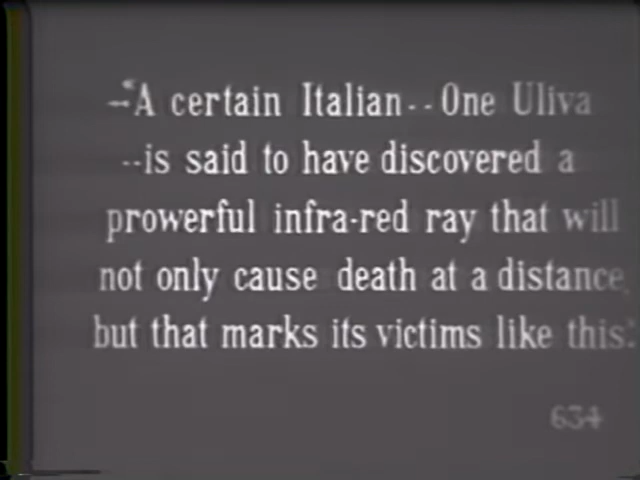 --"A certain Italian--One Uliva
--is said to have discovered a
prowerful infra-red ray that will
not only cause death at a distance,
but that marks its victims like this."
634